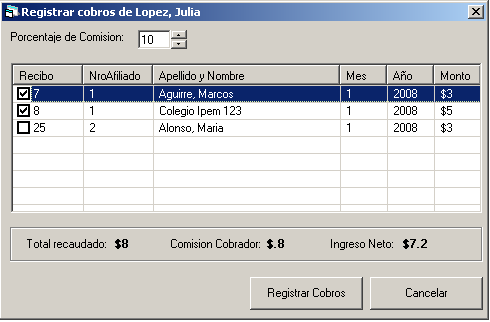 Registrar cobros de Lopez, Julia
Porcentaje de Comision: 10
Recibo NroAfiliado Apellido y Nombre Mes Año Monto
7 1 Aguirre, Marcos 1 2008 $3
8 1 Colegio Ipem 123 1 2008 $5
25 2 Alonso, Maria 1 2008 $3
Total recaudado: $8 Comision Cobrador: $.8 Ingreso Neto: $7.2
Registrar Cobros Cancelar